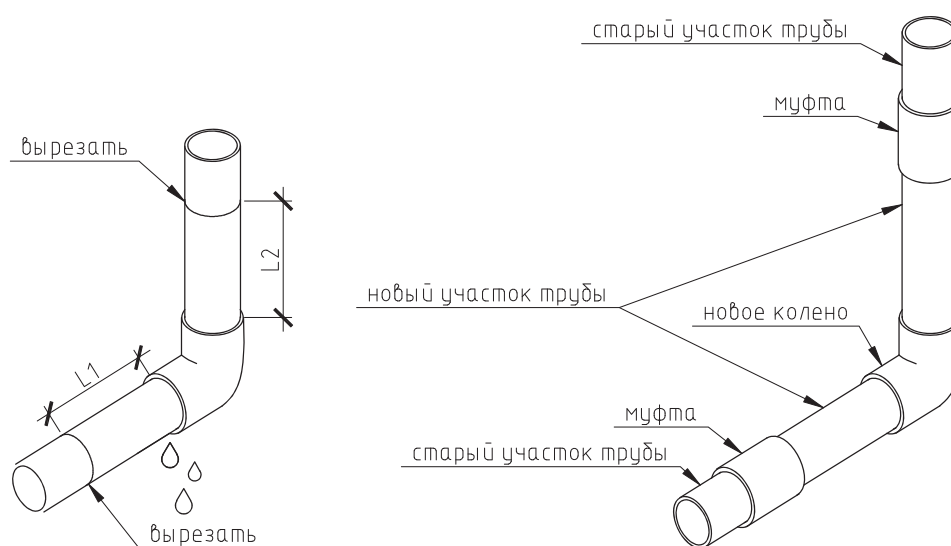 старый участок трубы
муфта
вырезать
L2
новый участок трубы
новое колено
L1
муфта
старый участок трубы
вырезать